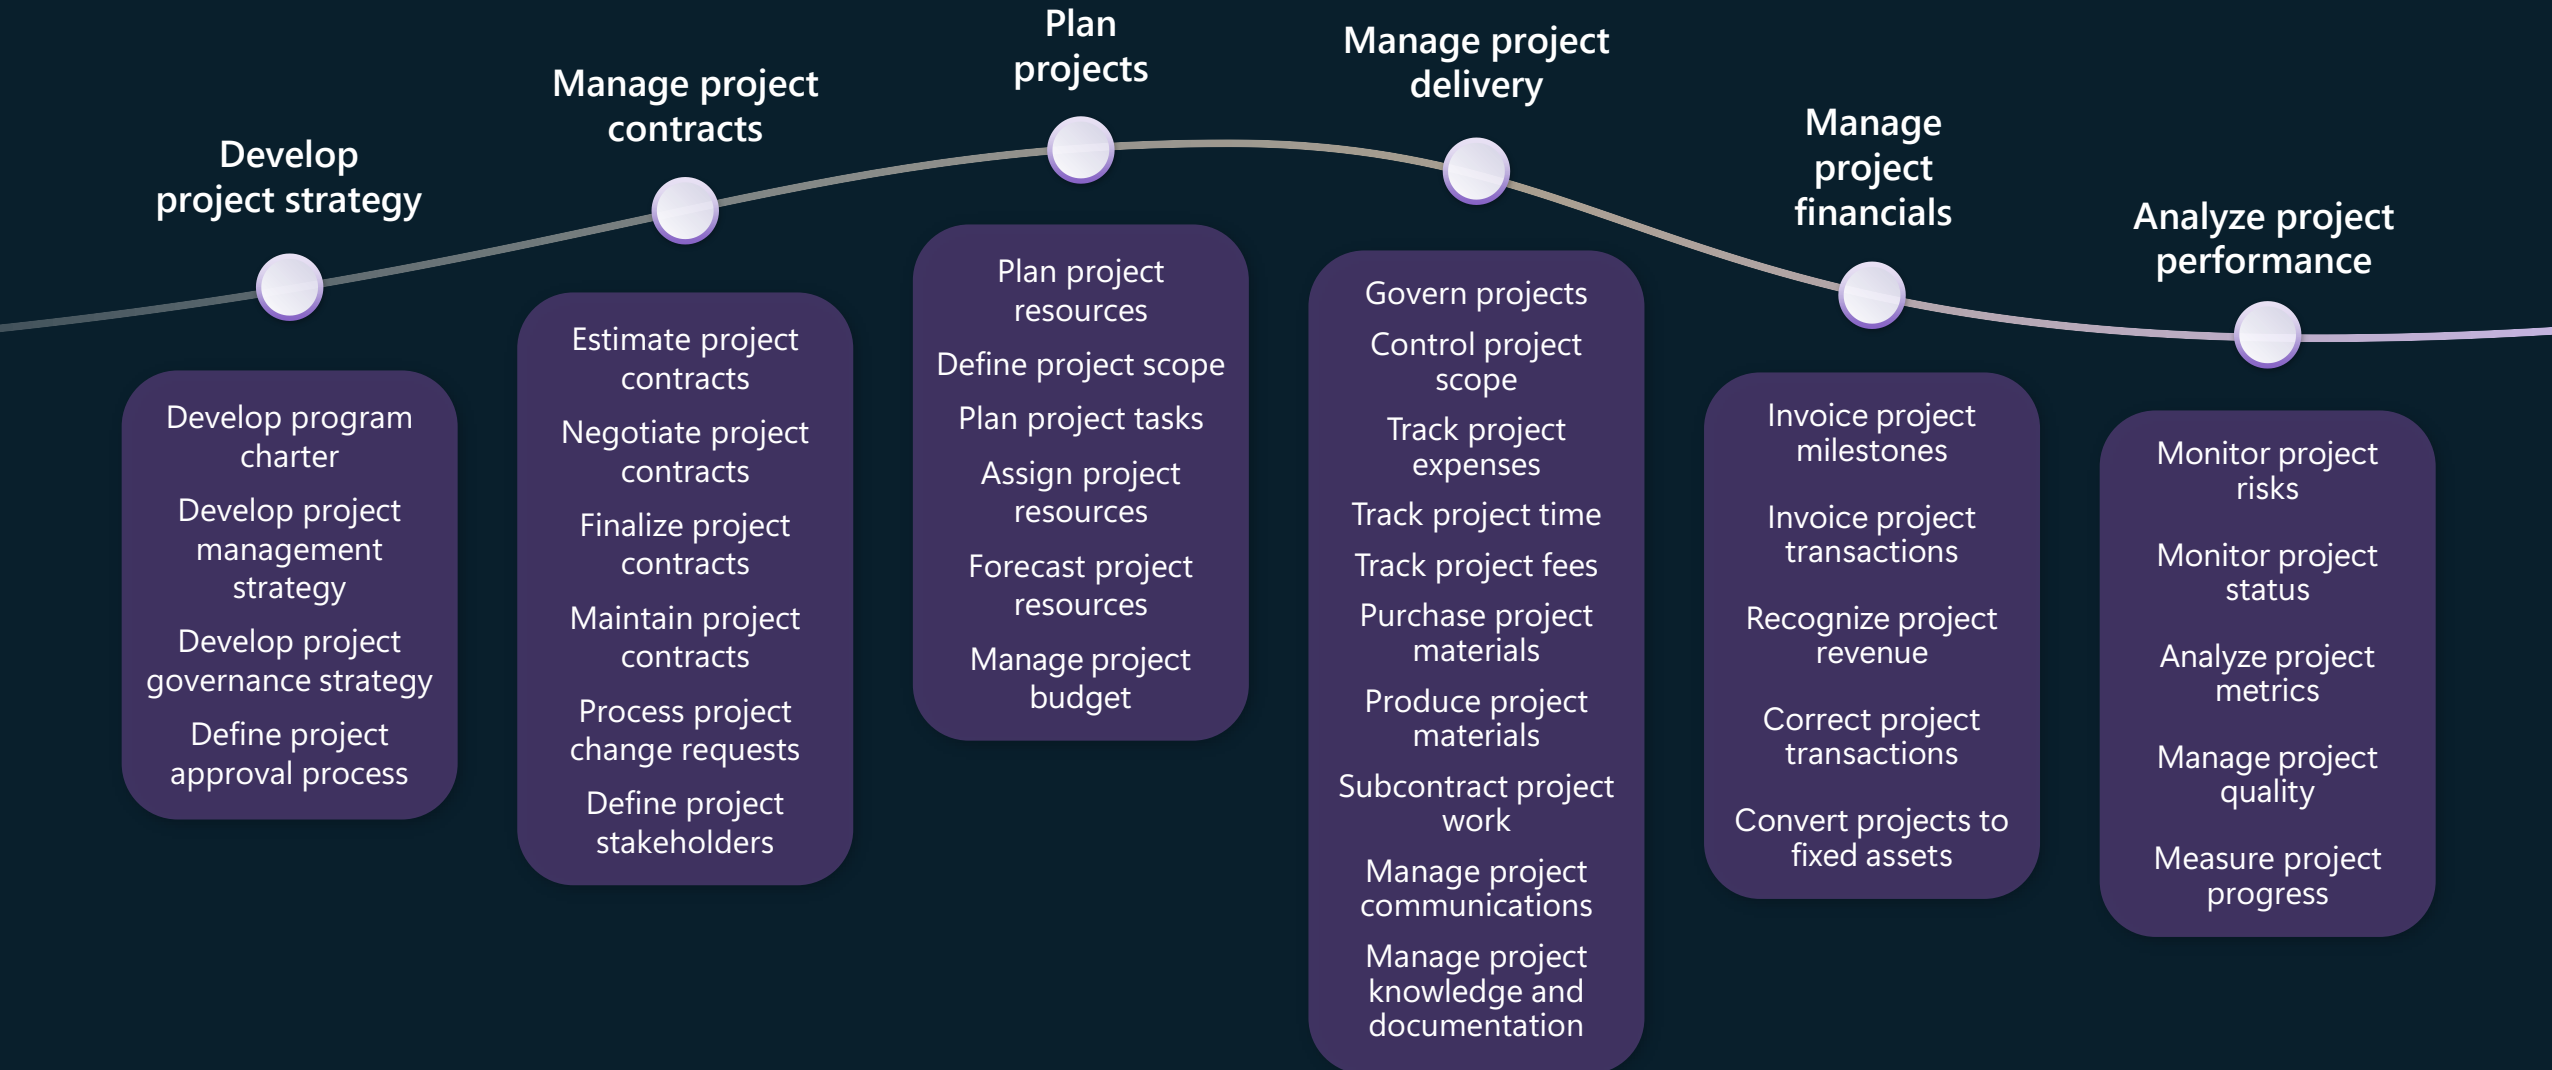 Develop
project strategy
Develop program
charter
Develop project
management
strategy
Develop project
governance strategy
Define project
approval process
Manage project
contracts
Estimate project
contracts
Negotiate project
contracts
Finalize project
contracts
Maintain project
contracts
Process project
change requests
Define project
stakeholders
Plan
projects
Plan project
resources
Define project scope
Plan project tasks
Assign project
resources
Forecast project
resources
Manage project
budget
Manage project
delivery
Govern projects
Control project
scope
Track project
expenses
Track project time
Track project fees
Purchase project
materials
Produce project
materials
Subcontract project
work
Manage project
communications
Manage project
knowledge and
documentation
Manage
project
financials
Invoice project
milestones
Invoice project
transactions
Recognize project
revenue
Correct project
transactions
Convert projects to
fixed assets
Analyze project
performance
Monitor project
risks
Monitor project
status
Analyze project
metrics
Manage project
quality
Measure project
progress